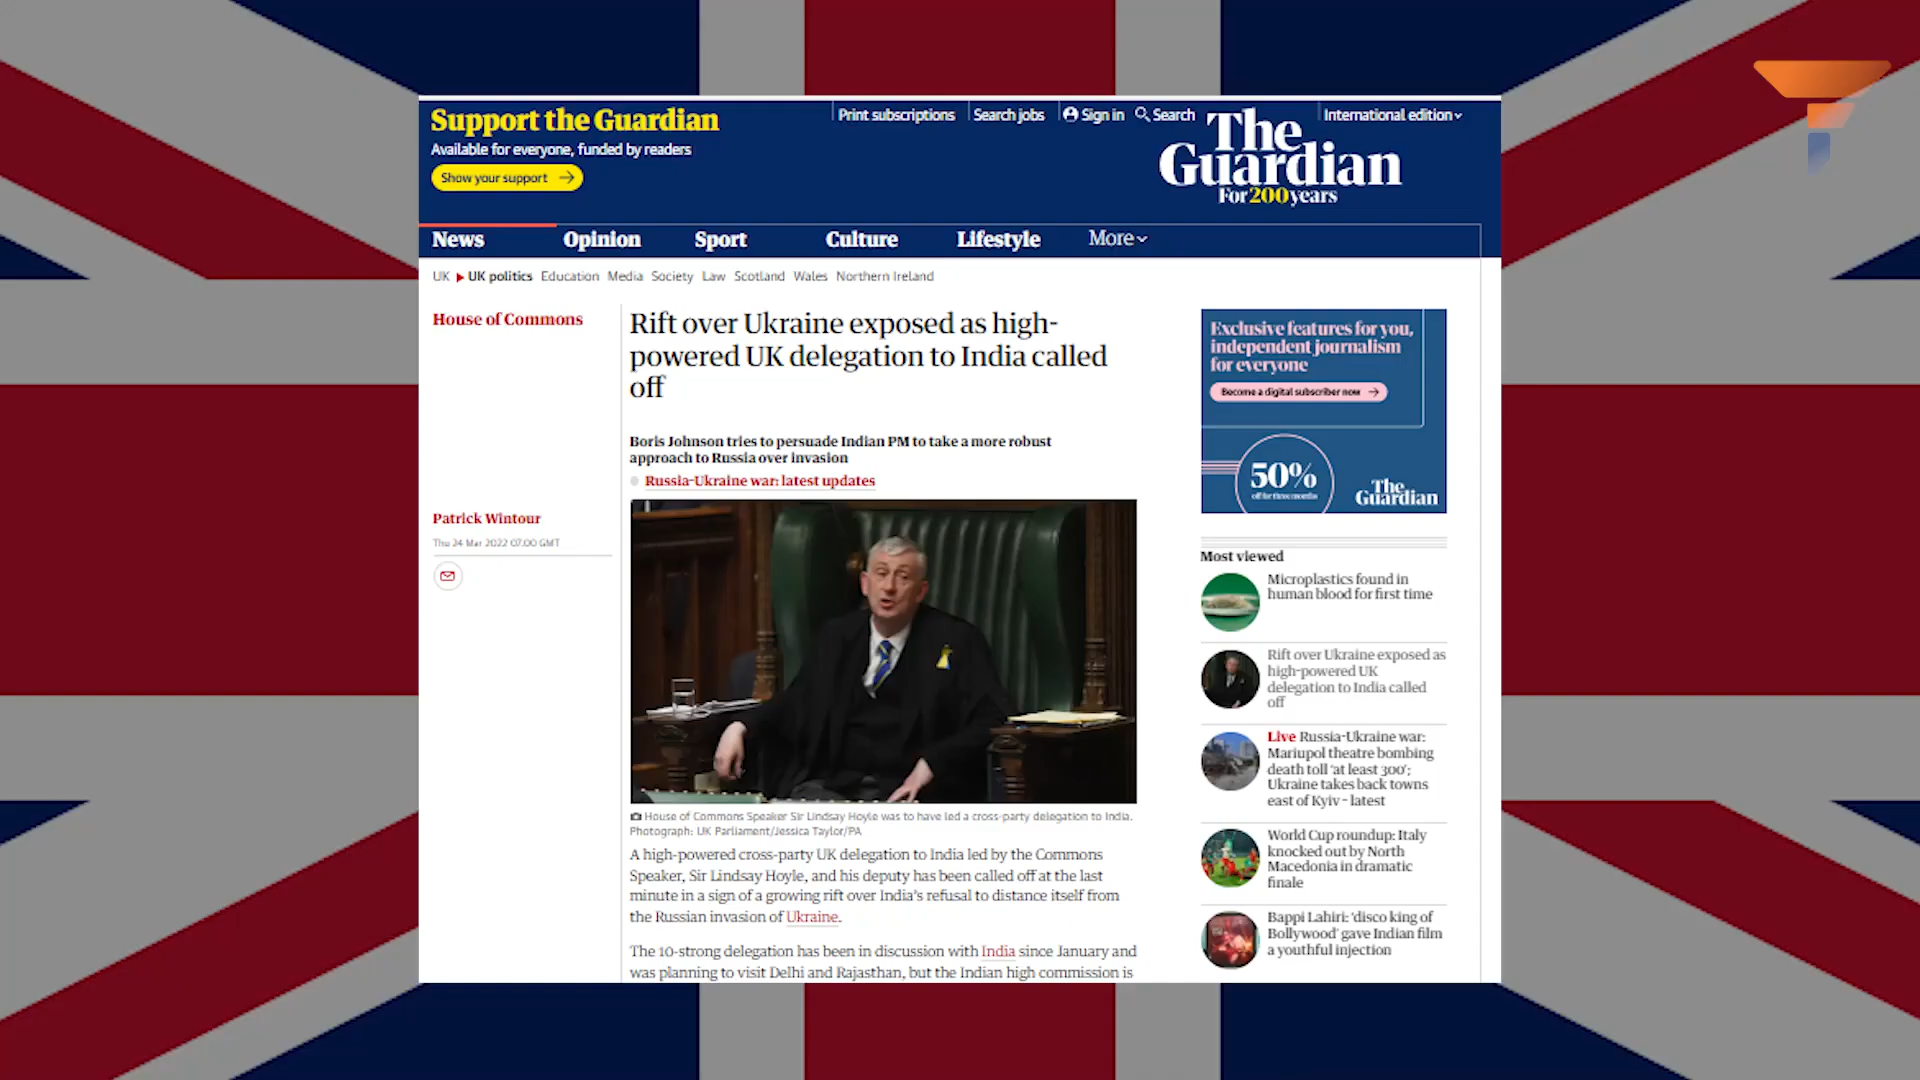 Support the Guardian
Available for everyone, funded by readers
Show your support
Print subscriptions
Search jobs
Sign in
Search
International edition
The
Guardian
For 200 years
News
Opinion
Sport
Culture
Lifestyle
More
UK
UK politics
Education
Media
Society
Law
Scotland
Wales
Northern Ireland
House of Commons
Rift over Ukraine exposed as high-
powered UK delegation to India called
off
Boris Johnson tries to persuade Indian PM to take a more robust
approach to Russia over invasion
Russia-Ukraine war: latest updates
Patrick Wintour
Thu 24 Mar 2022 07.00 GMT
House of Commons Speaker Sir Lindsay Hoyle was to have led a cross-party delegation to India.
Photograph: UK Parliament/Jessica Taylor/PA
A high-powered cross-party UK delegation to India led by the Commons
Speaker, Sir Lindsay Hoyle, and his deputy has been called off at the last
minute in a sign of a growing rift over India's refusal to distance itself from
the Russian invasion of Ukraine.
The 10-strong delegation has been in discussion with India since January and
was planning to visit Delhi and Rajasthan, but the Indian high commission is
Exclusive features for you,
independent journalism
for everyone
Become a digital subscriber now
50%
off for three months
The
Guardian
Most viewed
Microplastics found in
human blood for first time
Rift over Ukraine exposed as
high-powered UK
delegation to India called
off
Live Russia-Ukraine war:
Mariupol theatre bombing
death toll 'at least 300';
Ukraine takes back towns
east of Kyiv – latest
World Cup roundup: Italy
knocked out by North
Macedonia in dramatic
finale
Bappi Lahiri: 'disco king of
Bollywood' gave Indian film
a youthful injection